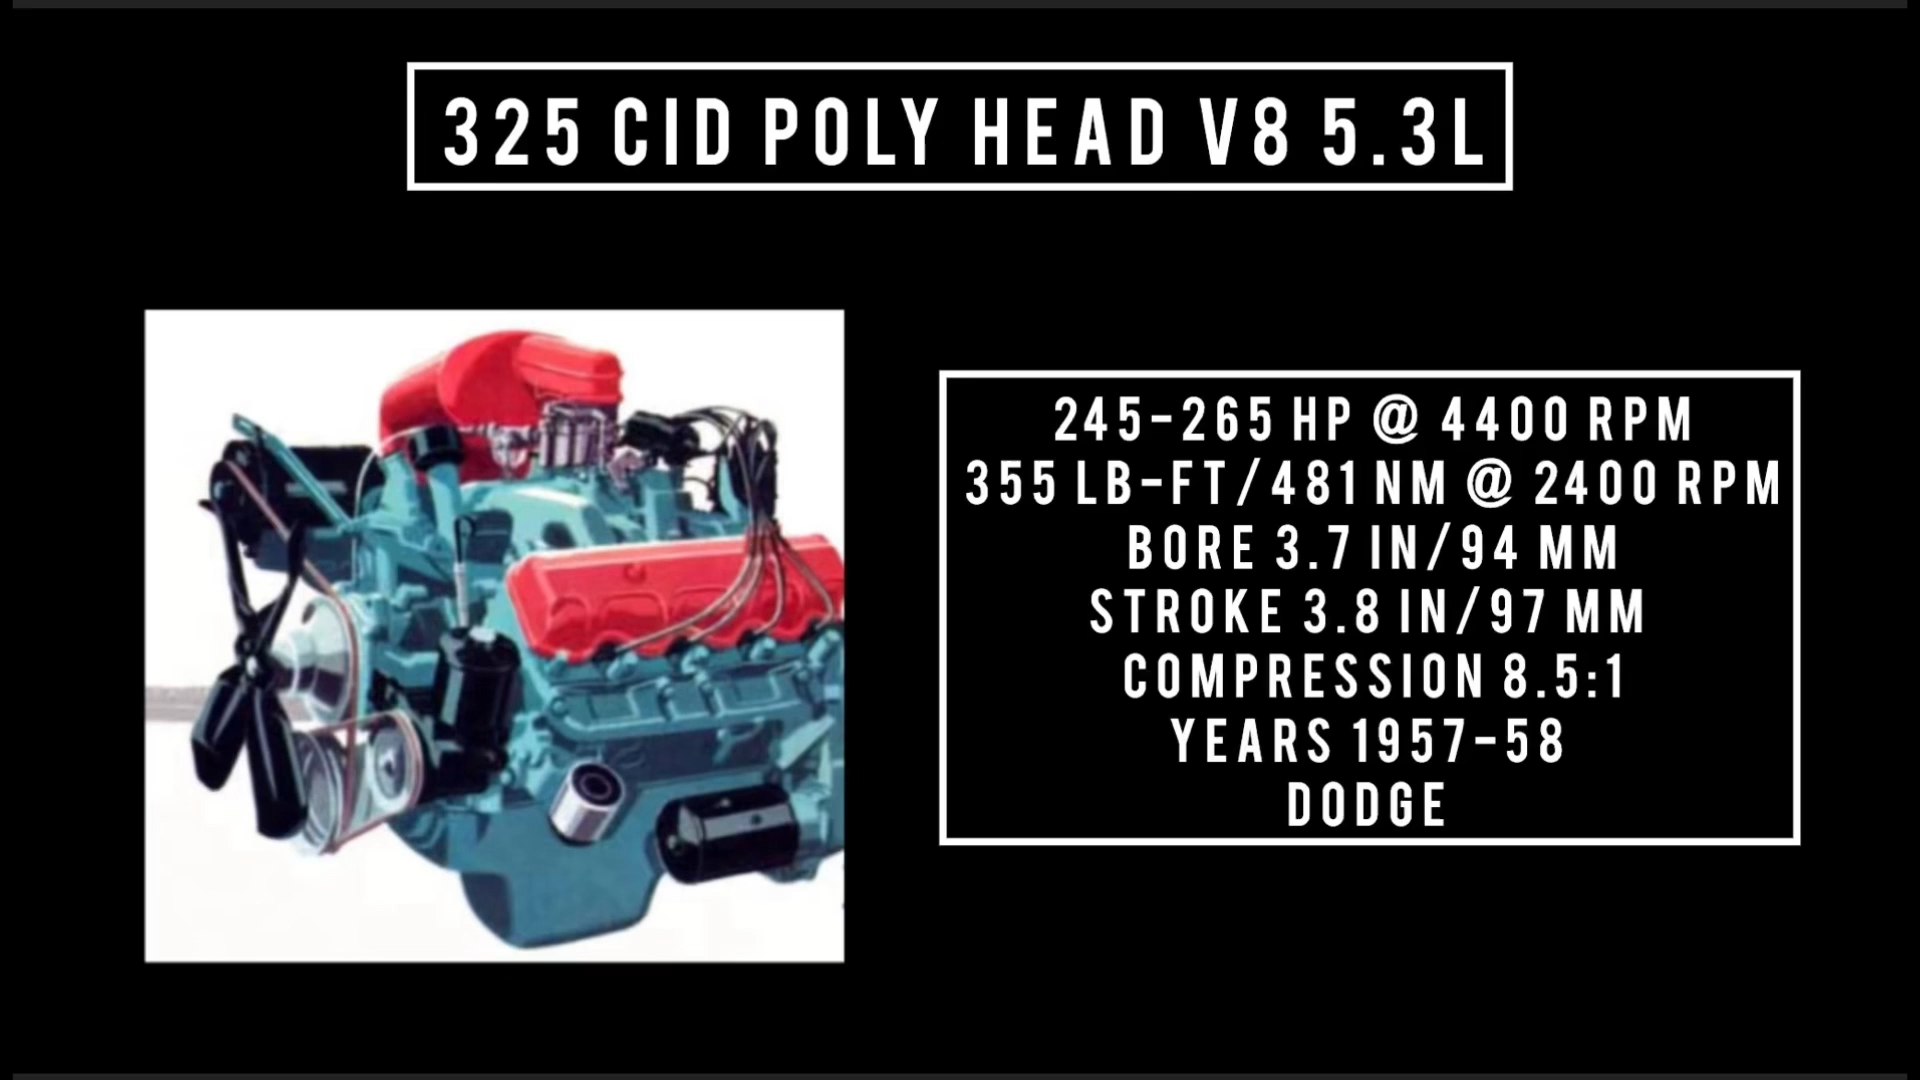 325 CID POLY HEAD V8 5.3L
245-265 HP @ 4400 RPM
355 LB-FT/481 NM @ 2400 RPM
BORE 3.7 IN/94 MM
STROKE 3.8 IN/97 MM
COMPRESSION 8.5:1
YEARS 1957-58
DODGE